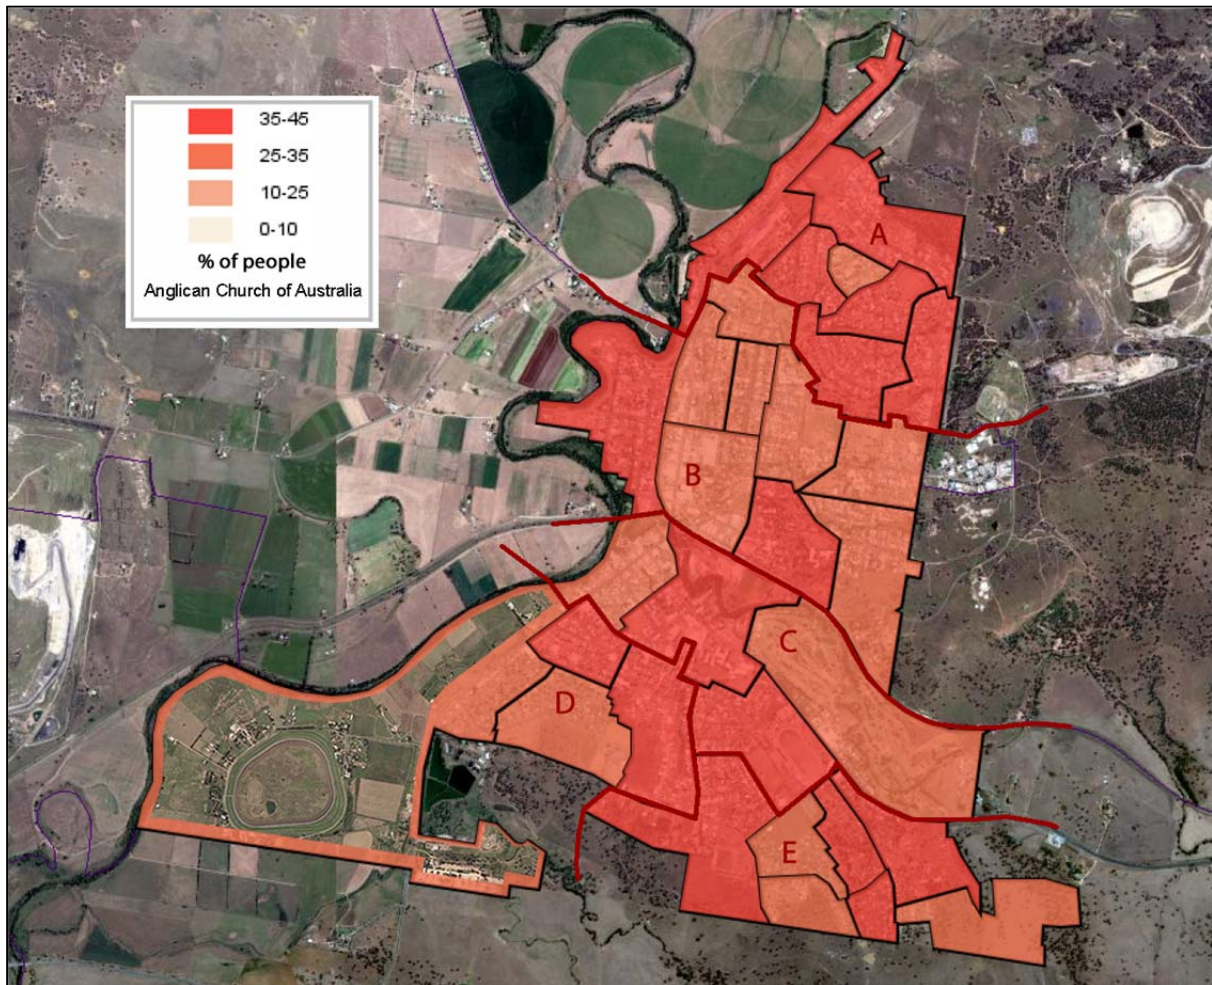 35-45
25-35
10-25
0-10
% of people
Anglican Church of Australia
A
B
C
D
E